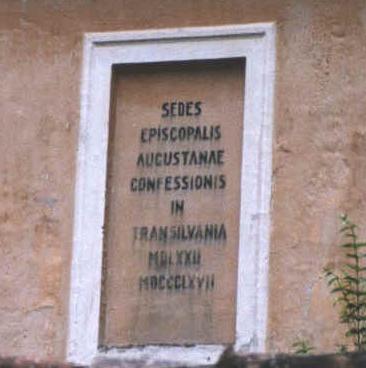 SEDES
EPISCOPALIS
AUGUSTANAE
CONFESSIONIS
IN
TRANSILVANIA
MDLXXII
MDCCCLXVII